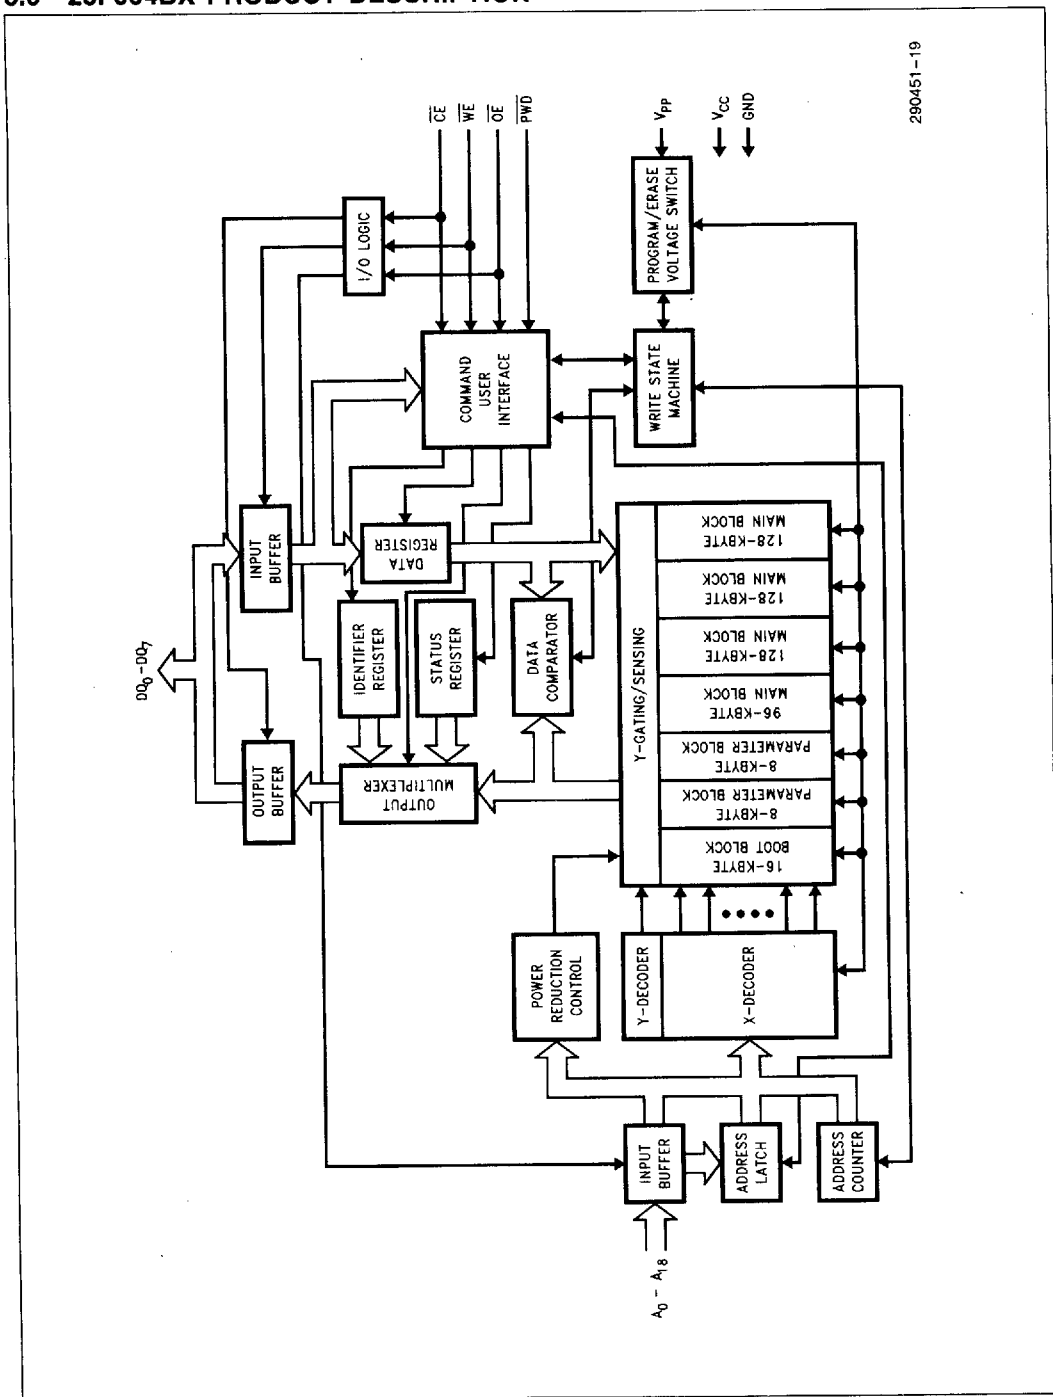 28F004BX PRODUCT DESCRIPTION
DQ₀-DQ₇
OUTPUT
BUFFER
INPUT
BUFFER
I/O LOGIC
C̅E̅
W̅E̅
O̅E̅
P̅W̅D̅
OUTPUT
MULTIPLEXER
IDENTIFIER
REGISTER
STATUS
REGISTER
DATA
REGISTER
COMMAND
USER
INTERFACE
POWER
REDUCTION
CONTROL
DATA
COMPARATOR
A₀ - A₁₈
INPUT
BUFFER
ADDRESS
LATCH
ADDRESS
COUNTER
Y-DECODER
X-DECODER
Y-GATING/SENSING
16-KBYTE
BOOT BLOCK
8-KBYTE
PARAMETER BLOCK
8-KBYTE
PARAMETER BLOCK
96-KBYTE
MAIN BLOCK
128-KBYTE
MAIN BLOCK
128-KBYTE
MAIN BLOCK
128-KBYTE
MAIN BLOCK
WRITE STATE
MACHINE
PROGRAM/ERASE
VOLTAGE SWITCH
VPP
VCC
GND
290451-19